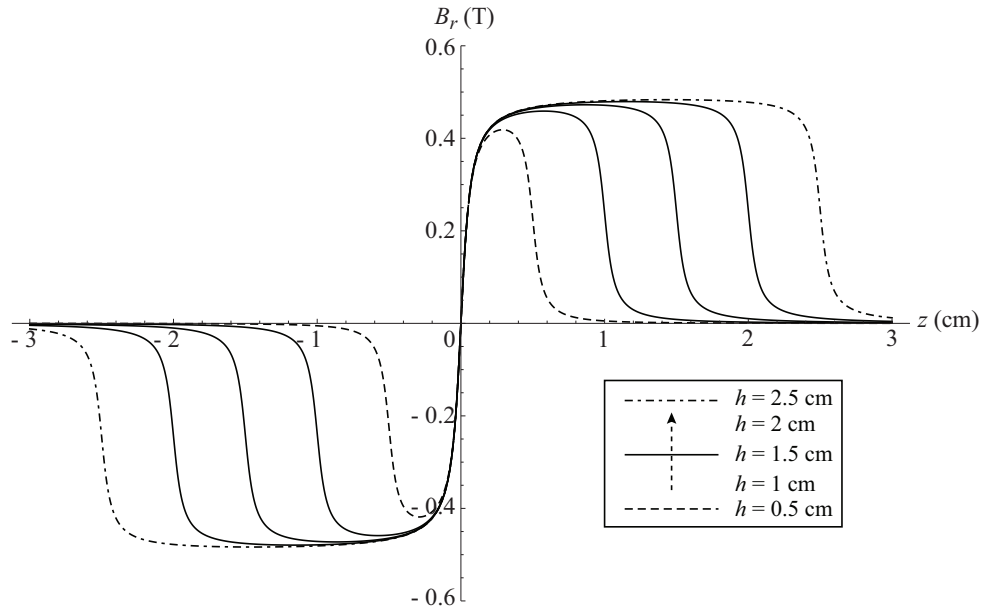 B_r (T)
0.6
0.4
0.2
- 3
- 2
- 1
0
1
2
3
z (cm)
- 0.2
- 0.4
- 0.6
h = 2.5 cm
h = 2 cm
h = 1.5 cm
h = 1 cm
h = 0.5 cm